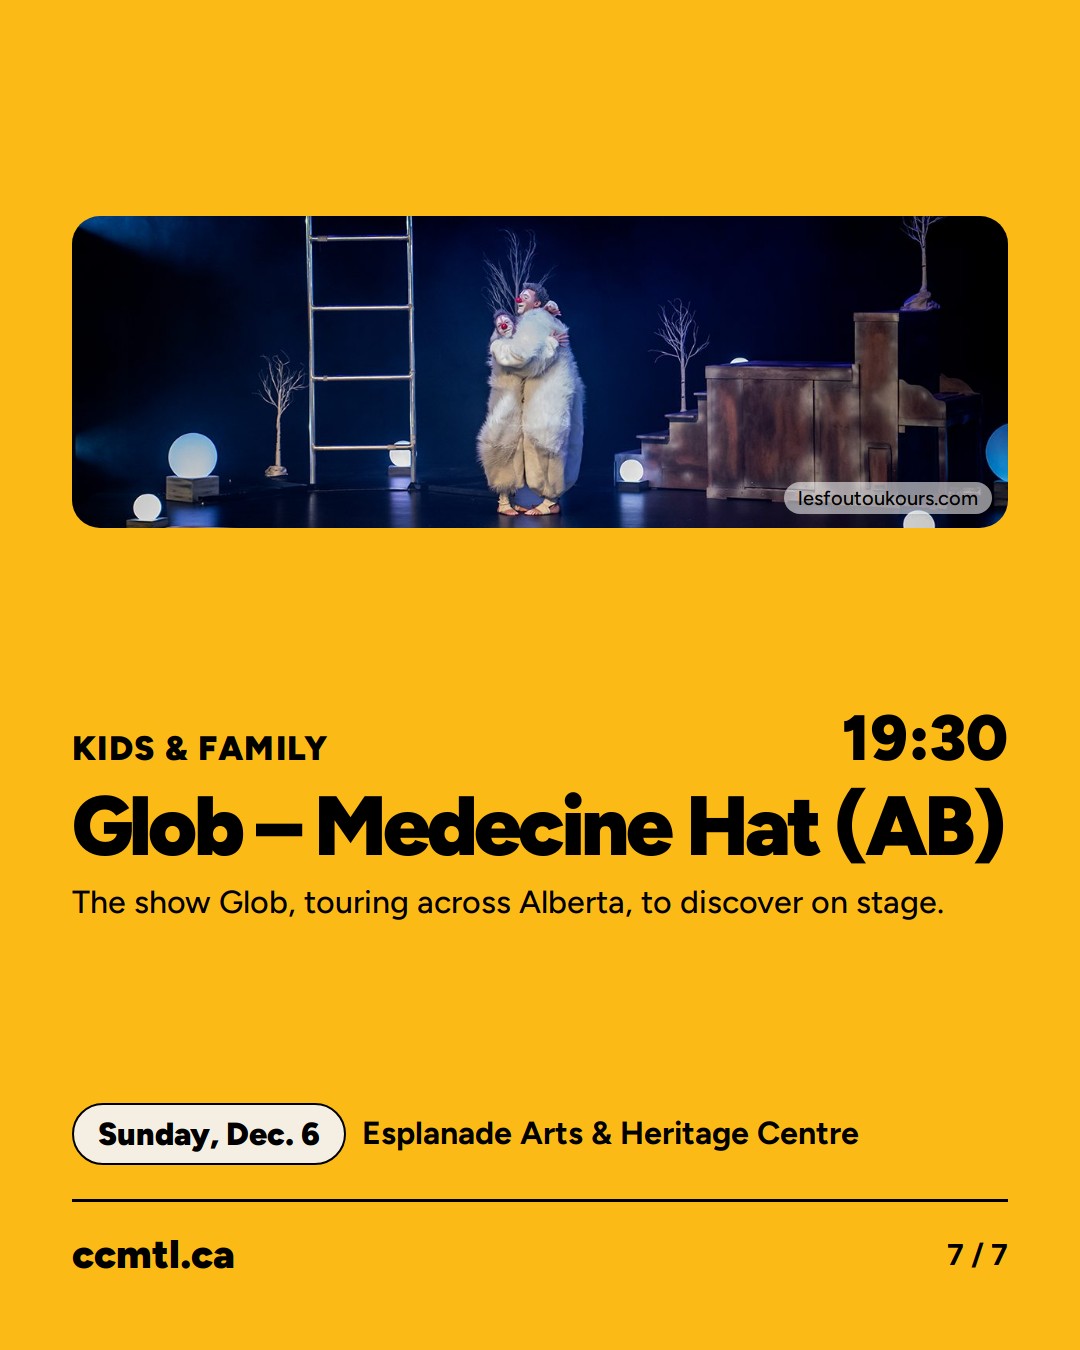 lesfoutoukours.com
KIDS & FAMILY
19:30
Glob – Medecine Hat (AB)
The show Glob, touring across Alberta, to discover on stage.
Sunday, Dec. 6
Esplanade Arts & Heritage Centre
ccmtl.ca
7 / 7